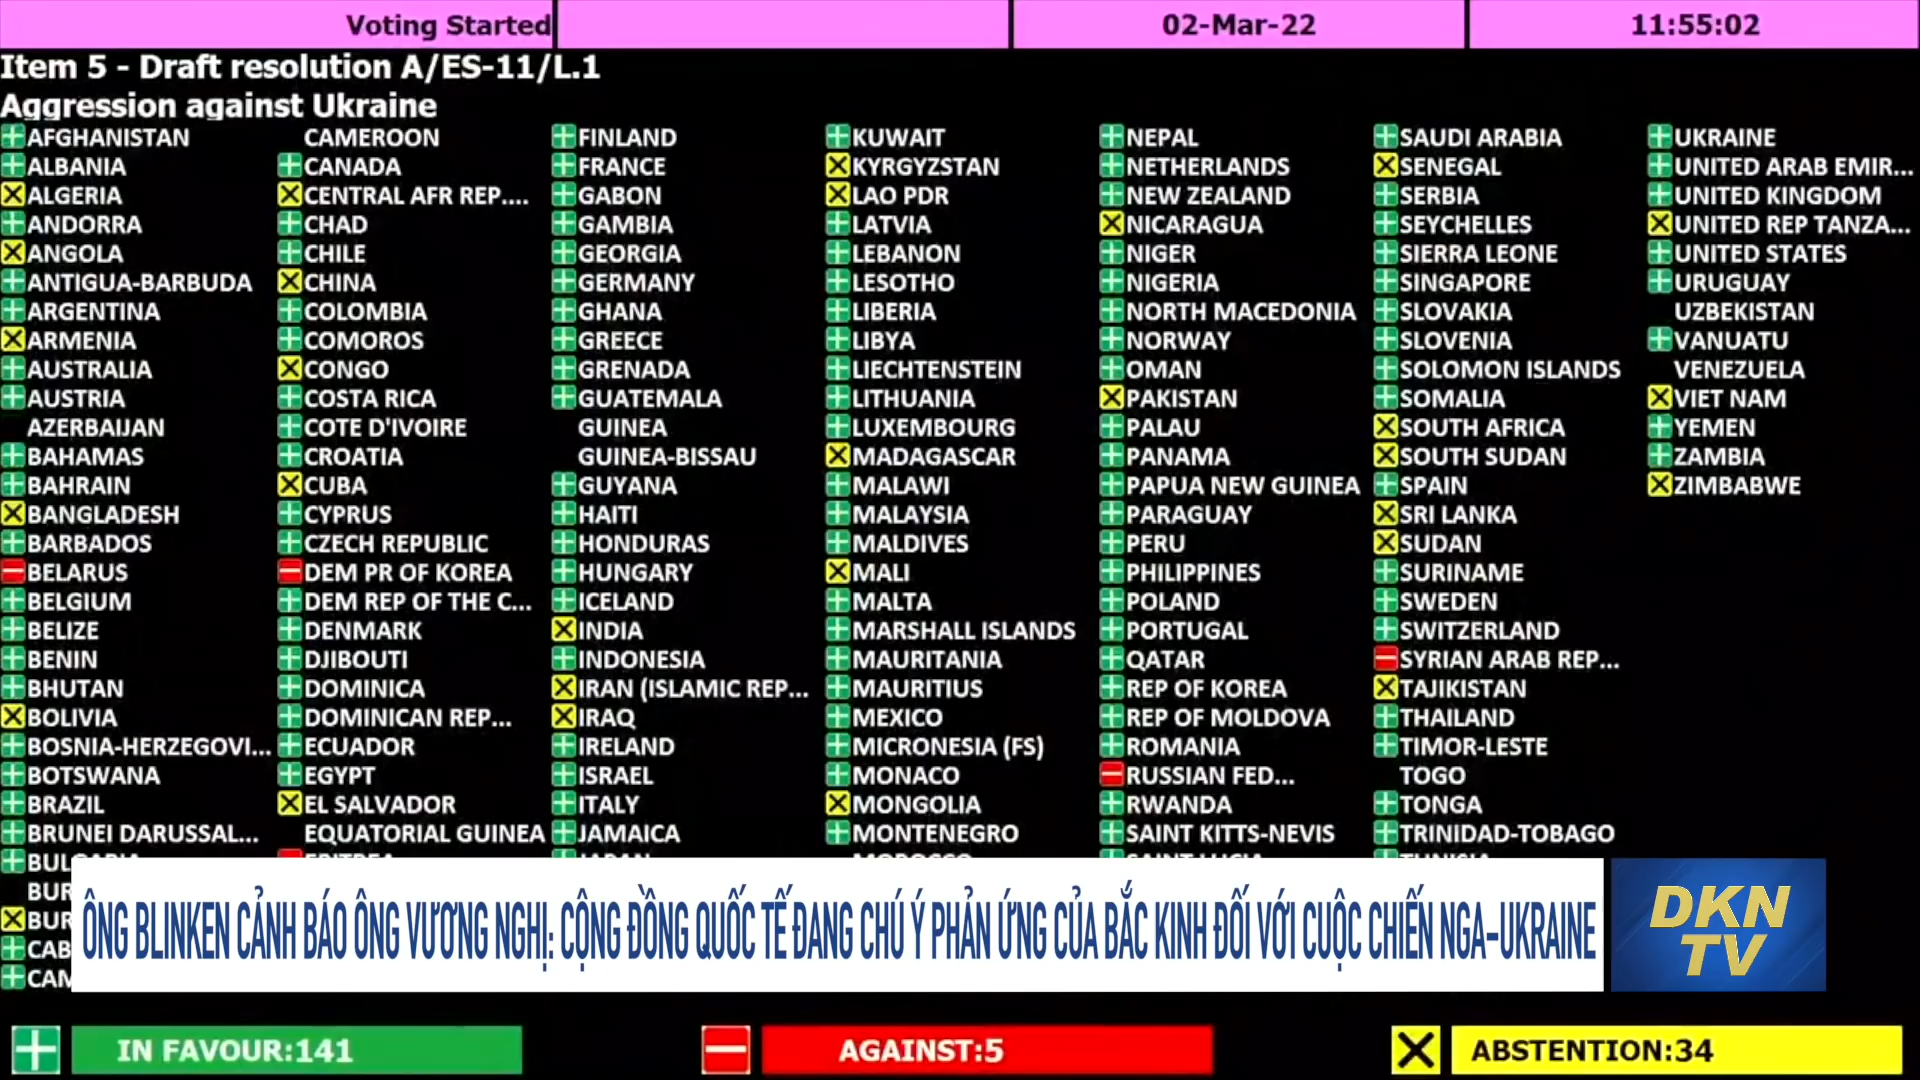 Voting Started 02-Mar-22 11:55:02
Item 5 - Draft resolution A/ES-11/L.1
Aggression against Ukraine
AFGHANISTAN CAMEROON FINLAND KUWAIT NEPAL SAUDI ARABIA UKRAINE
ALBANIA CANADA FRANCE KYRGYZSTAN NETHERLANDS SENEGAL UNITED ARAB EMIR...
ALGERIA CENTRAL AFR REP.... GABON LAO PDR NEW ZEALAND SERBIA UNITED KINGDOM
ANDORRA CHAD GAMBIA LATVIA NICARAGUA SEYCHELLES UNITED REP TANZA...
ANGOLA CHILE GEORGIA LEBANON NIGER SIERRA LEONE UNITED STATES
ANTIGUA-BARBUDA CHINA GERMANY LESOTHO NIGERIA SINGAPORE URUGUAY
ARGENTINA COLOMBIA GHANA LIBERIA NORTH MACEDONIA SLOVAKIA UZBEKISTAN
ARMENIA COMOROS GREECE LIBYA NORWAY SLOVENIA VANUATU
AUSTRALIA CONGO GRENADA LIECHTENSTEIN OMAN SOLOMON ISLANDS VENEZUELA
AUSTRIA COSTA RICA GUATEMALA LITHUANIA PAKISTAN SOMALIA VIET NAM
AZERBAIJAN COTE D'IVOIRE GUINEA LUXEMBOURG PALAU SOUTH AFRICA YEMEN
BAHAMAS CROATIA GUINEA-BISSAU MADAGASCAR PANAMA SOUTH SUDAN ZAMBIA
BAHRAIN CUBA GUYANA MALAWI PAPUA NEW GUINEA SPAIN ZIMBABWE
BANGLADESH CYPRUS HAITI MALAYSIA PARAGUAY SRI LANKA
BARBADOS CZECH REPUBLIC HONDURAS MALDIVES PERU SUDAN
BELARUS DEM PR OF KOREA HUNGARY MALI PHILIPPINES SURINAME
BELGIUM DEM REP OF THE C... ICELAND MALTA POLAND SWEDEN
BELIZE DENMARK INDIA MARSHALL ISLANDS PORTUGAL SWITZERLAND
BENIN DJIBOUTI INDONESIA MAURITANIA QATAR SYRIAN ARAB REP...
BHUTAN DOMINICA IRAN (ISLAMIC REP... MAURITIUS REP OF KOREA TAJIKISTAN
BOLIVIA DOMINICAN REP... IRAQ MEXICO REP OF MOLDOVA THAILAND
BOSNIA-HERZEGOVI... ECUADOR IRELAND MICRONESIA (FS) ROMANIA TIMOR-LESTE
BOTSWANA EGYPT ISRAEL MONACO RUSSIAN FED... TOGO
BRAZIL EL SALVADOR ITALY MONGOLIA RWANDA TONGA
BRUNEI DARUSSAL... EQUATORIAL GUINEA JAMAICA MONTENEGRO SAINT KITTS-NEVIS TRINIDAD-TOBAGO
BUR
BUR
CAB
CAM
ÔNG BLINKEN CẢNH BÁO ÔNG VƯƠNG NGHỊ: CỘNG ĐỒNG QUỐC TẾ ĐANG CHÚ Ý PHẢN ỨNG CỦA BẮC KINH ĐỐI VỚI CUỘC CHIẾN NGA-UKRAINE
DKN
TV
IN FAVOUR:141 AGAINST:5 ABSTENTION:34